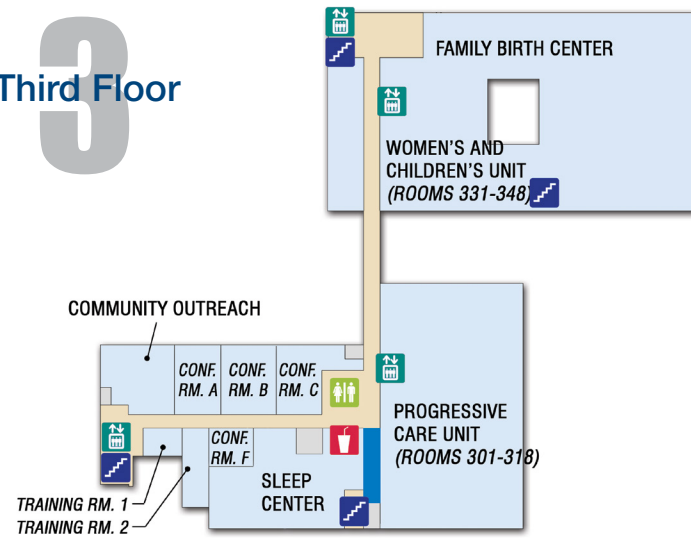 3
Third Floor
FAMILY BIRTH CENTER
WOMEN'S AND
CHILDREN'S UNIT
(ROOMS 331-348)
COMMUNITY OUTREACH
CONF.
RM. A
CONF.
RM. B
CONF.
RM. C
PROGRESSIVE
CARE UNIT
(ROOMS 301-318)
CONF.
RM. F
SLEEP
CENTER
TRAINING RM. 1
TRAINING RM. 2